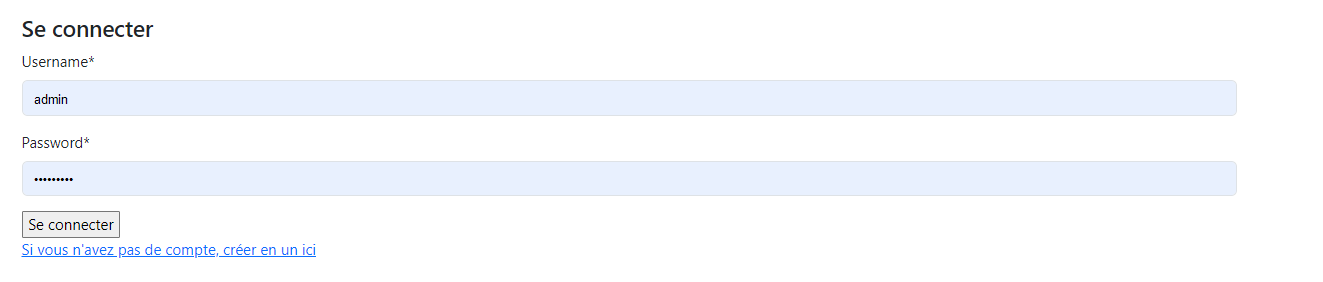 Se connecter
Username*
admin
Password*
•••••••••
Se connecter
Si vous n'avez pas de compte, créer en un ici